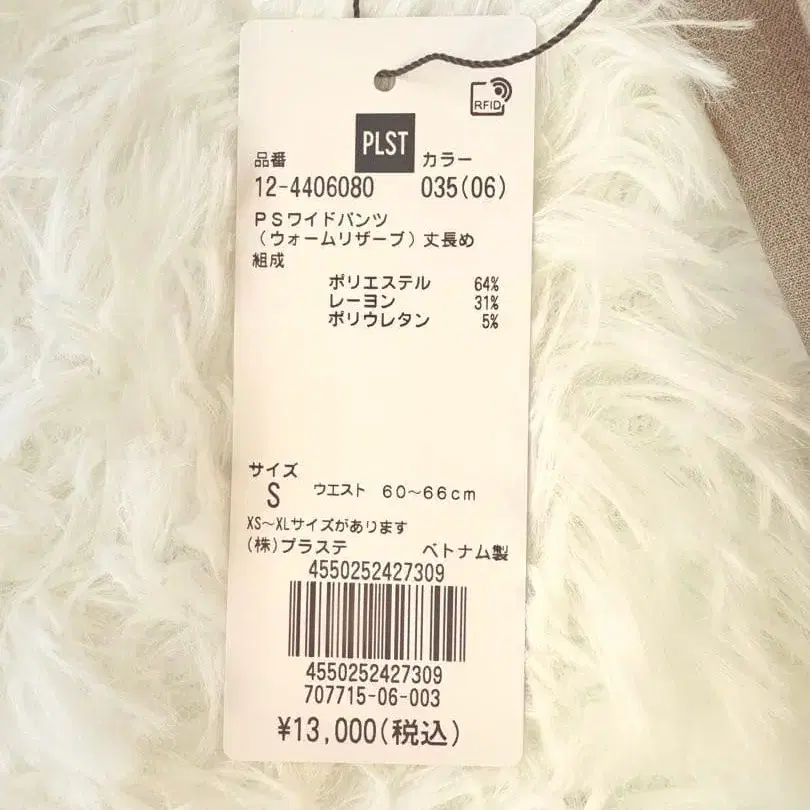 RFID
PLST
品番 カラー
12-4406080 035(06)
PSワイドパンツ
(ウォームリザーブ)丈長め
組成
ポリエステル 64%
レーヨン 31%
ポリウレタン 5%
サイズ
S ウエスト 60〜66cm
XS〜XLサイズがあります
(株)プラステ ベトナム製
4550252427309
4550252427309
707715-06-003
¥13,000(税込)